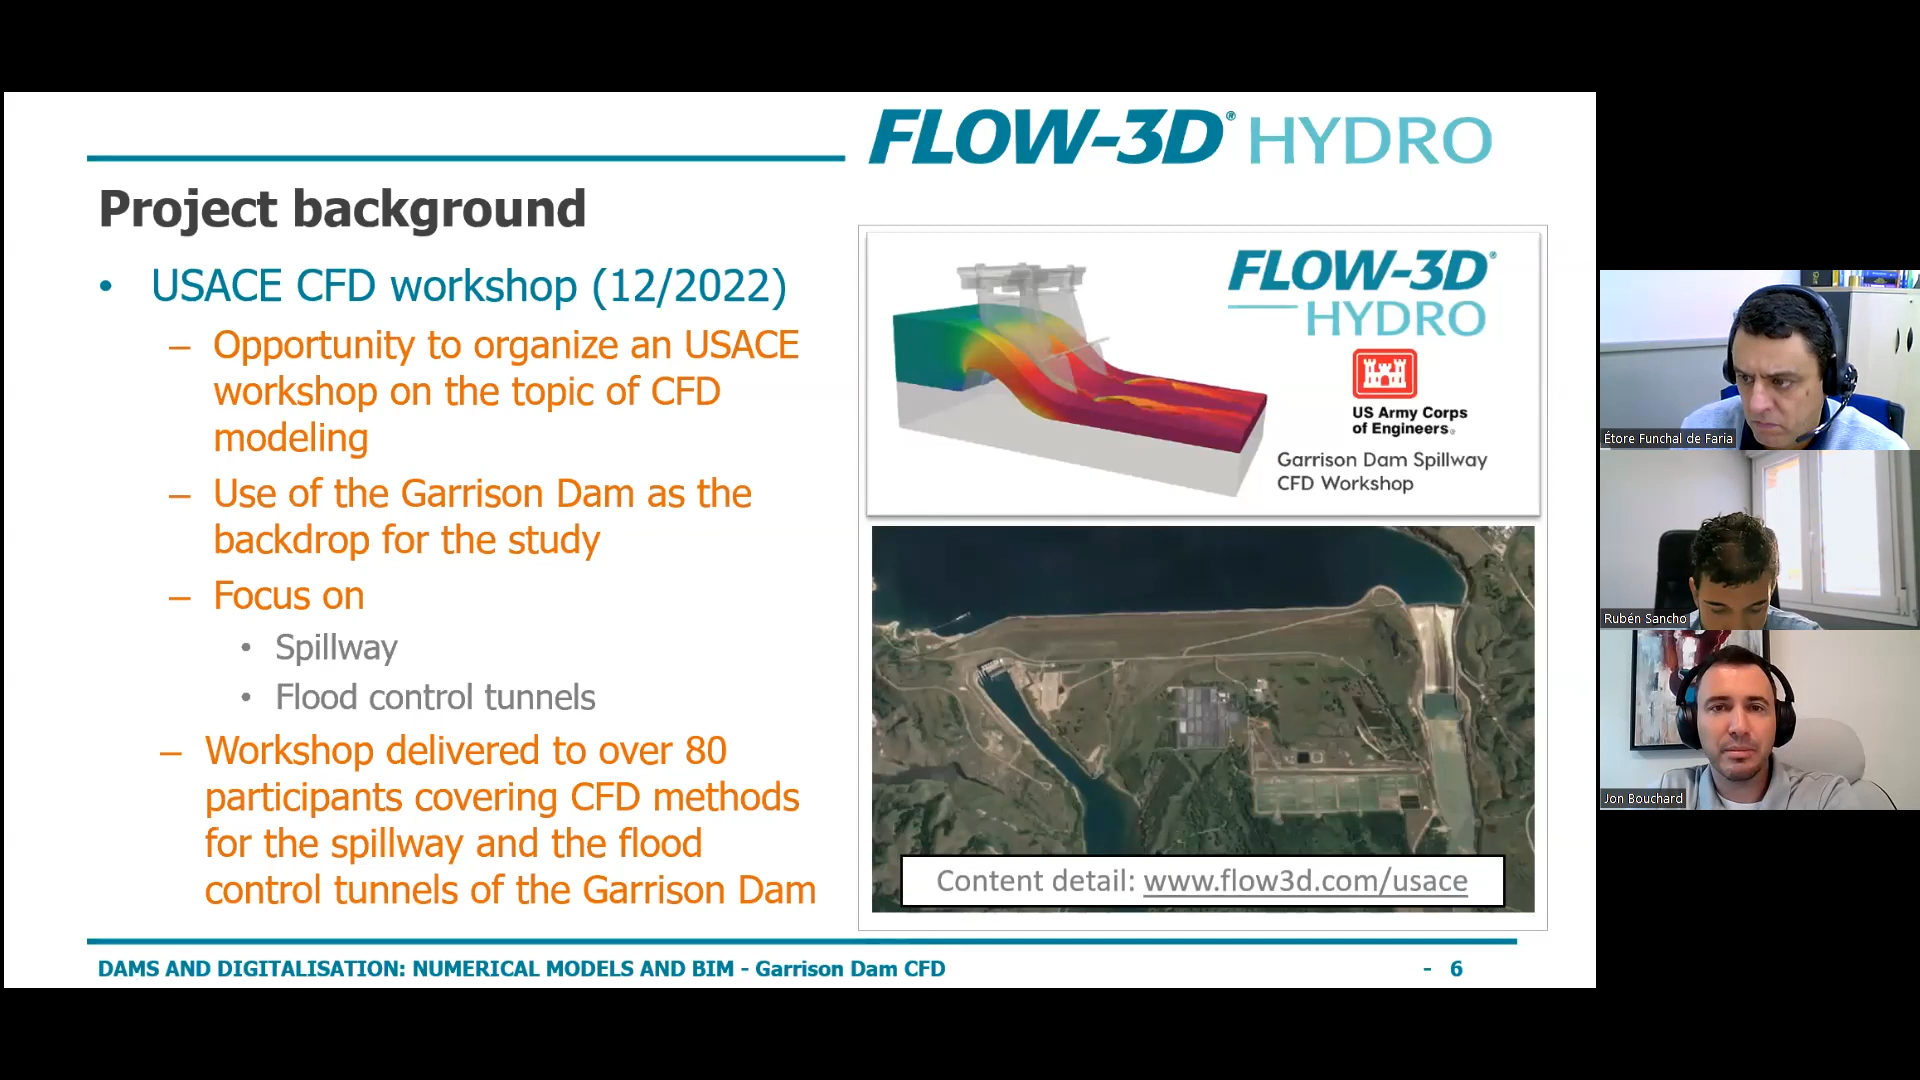 FLOW-3D® HYDRO
Project background
• USACE CFD workshop (12/2022)
– Opportunity to organize an USACE
workshop on the topic of CFD
modeling
– Use of the Garrison Dam as the
backdrop for the study
– Focus on
• Spillway
• Flood control tunnels
– Workshop delivered to over 80
participants covering CFD methods
for the spillway and the flood
control tunnels of the Garrison Dam
FLOW-3D®
HYDRO
US Army Corps
of Engineers®
Garrison Dam Spillway
CFD Workshop
Content detail: www.flow3d.com/usace
DAMS AND DIGITALISATION: NUMERICAL MODELS AND BIM - Garrison Dam CFD
- 6
Étore Funchal de Faria
Rubén Sancho
Jon Bouchard